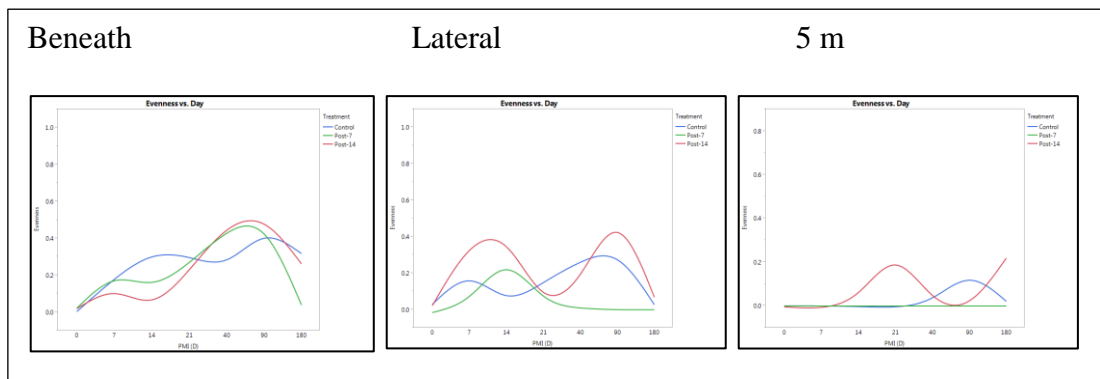 Beneath Lateral 5 m
Evenness vs. Day
Treatment
Control
Post-7
Post-14
1.0
0.8
0.6
0.4
0.2
0.0
Evenness
0 7 14 21 40 90 180
PMI (D)
Evenness vs. Day
Treatment
Control
Post-7
Post-14
1.0
0.8
0.6
0.4
0.2
0.0
Evenness
0 7 14 21 40 90 180
PMI (D)
Evenness vs. Day
Treatment
Control
Post-7
Post-14
0.8
0.6
0.4
0.2
0.0
Evenness
0 7 14 21 40 90 180
PMI (D)